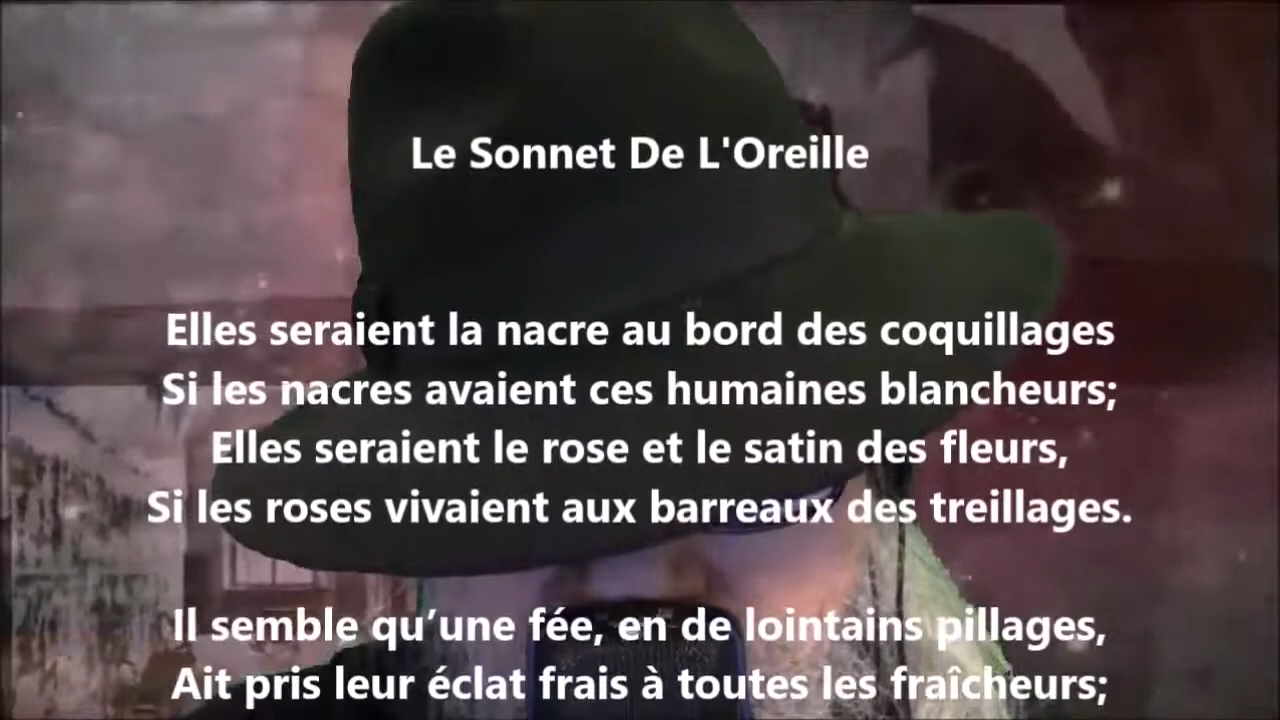 Le Sonnet De L'Oreille
Elles seraient la nacre au bord des coquillages
Si les nacres avaient ces humaines blancheurs;
Elles seraient le rose et le satin des fleurs,
Si les roses vivaient aux barreaux des treillages.
Il semble qu’une fée, en de lointains pillages,
Ait pris leur éclat frais à toutes les fraîcheurs;